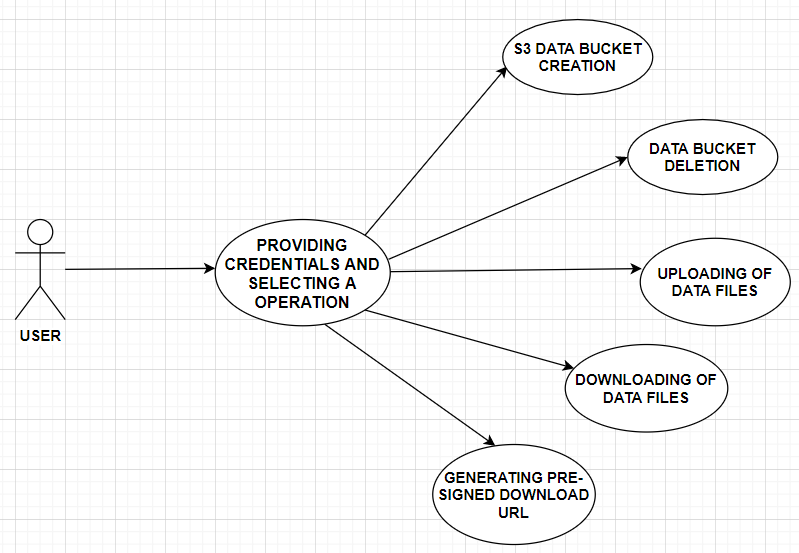 S3 DATA BUCKET
CREATION
DATA BUCKET
DELETION
PROVIDING
CREDENTIALS AND
SELECTING A
OPERATION
UPLOADING OF
DATA FILES
USER
DOWNLOADING OF
DATA FILES
GENERATING PRE-
SIGNED DOWNLOAD
URL